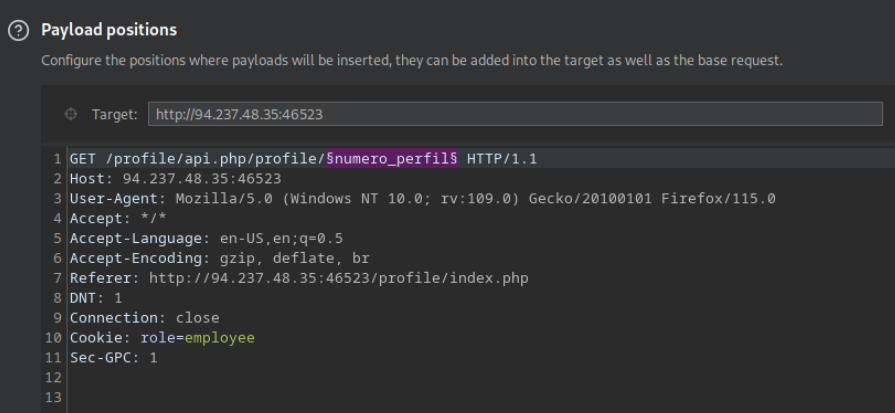 Payload positions
Configure the positions where payloads will be inserted, they can be added into the target as well as the base request.
Target: http://94.237.48.35:46523
1 GET /profile/api.php/profile/§numero_perfil§ HTTP/1.1
2 Host: 94.237.48.35:46523
3 User-Agent: Mozilla/5.0 (Windows NT 10.0; rv:109.0) Gecko/20100101 Firefox/115.0
4 Accept: */*
5 Accept-Language: en-US,en;q=0.5
6 Accept-Encoding: gzip, deflate, br
7 Referer: http://94.237.48.35:46523/profile/index.php
8 DNT: 1
9 Connection: close
10 Cookie: role=employee
11 Sec-GPC: 1
12
13